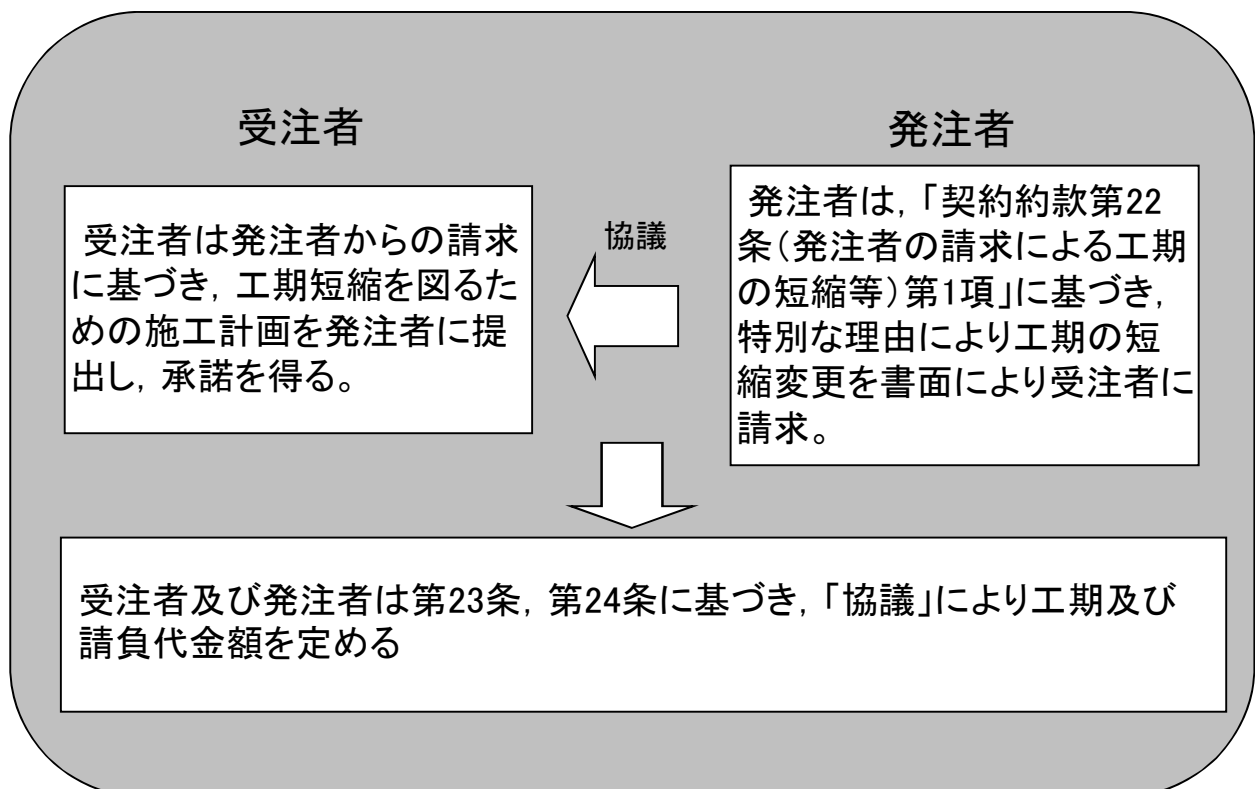 受注者
発注者
受注者は発注者からの請求
に基づき，工期短縮を図るた
めの施工計画を発注者に提
出し，承諾を得る。
協議
発注者は，「契約約款第22
条（発注者の請求による工期
の短縮等）第1項」に基づき，
特別な理由により工期の短
縮変更を書面により受注者に
請求。
受注者及び発注者は第23条，第24条に基づき，「協議」により工期及び
請負代金額を定める